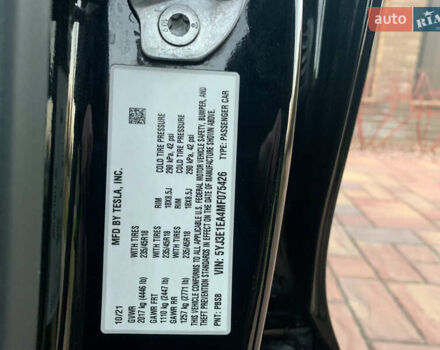 auto RIA
MFD BY TESLA, INC.
10/21
GVWR
2017 kg (4446 lb)
WITH TIRES
235/45R18
RIM
18X8.5J
COLD TIRE PRESSURE
290 kPa, 42 psi
GAWR FRT
1110 kg (2447 lb)
WITH TIRES
235/45R18
RIM
18X8.5J
COLD TIRE PRESSURE
290 kPa, 42 psi
GAWR RR
1257 kg (2771 lb)
THIS VEHICLE CONFORMS TO ALL APPLICABLE U.S. FEDERAL MOTOR VEHICLE SAFETY, BUMPER, AND
THEFT PREVENTION STANDARDS IN EFFECT ON THE DATE OF MANUFACTURE SHOWN ABOVE.
PNT: PBSB
VIN: 5YJ3E1EA4MF075426
TYPE: PASSENGER CAR